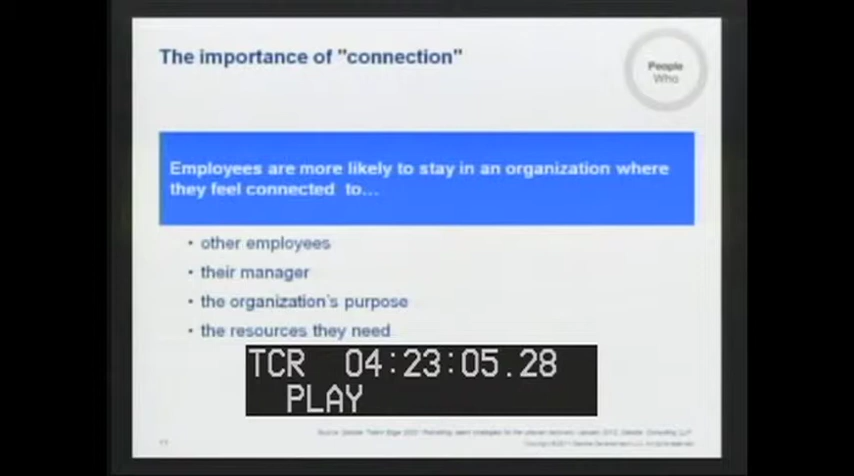 The importance of "connection"
People
Who
Employees are more likely to stay in an organization where
they feel connected to…
• other employees
• their manager
• the organization's purpose
• the resources they need
TCR 04:23:05.28
PLAY